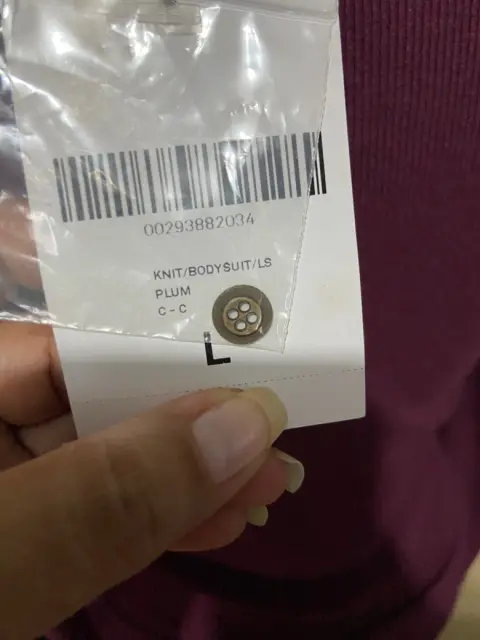 00293882034
KNIT/BODYSUIT/LS
PLUM
C-C
L